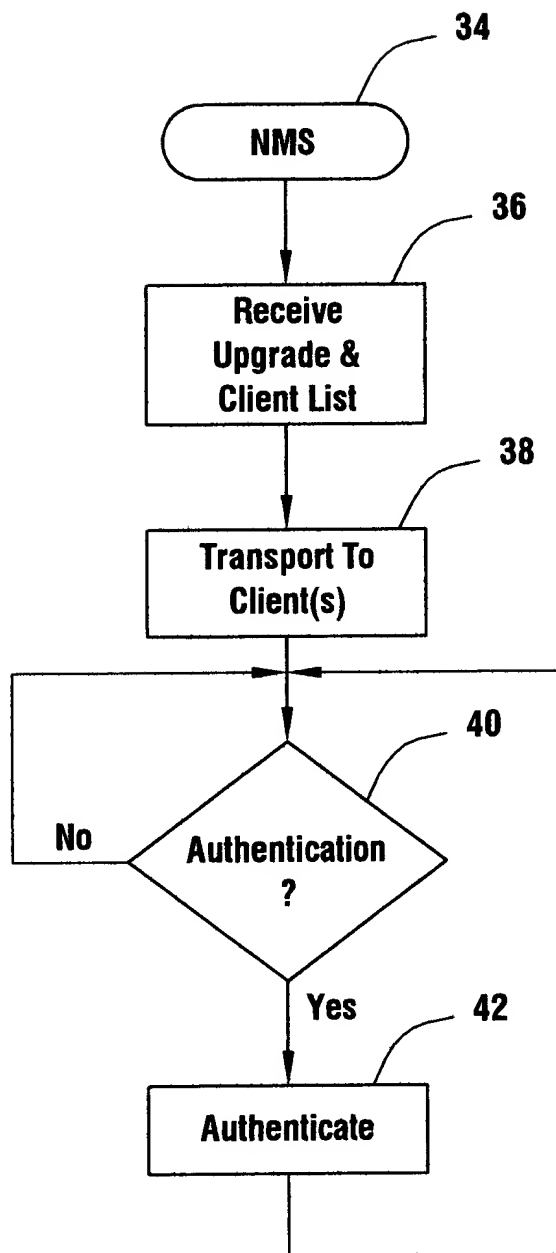 34
NMS
36
Receive
Upgrade &
Client List
38
Transport To
Client(s)
40
Authentication
?
No
Yes
42
Authenticate